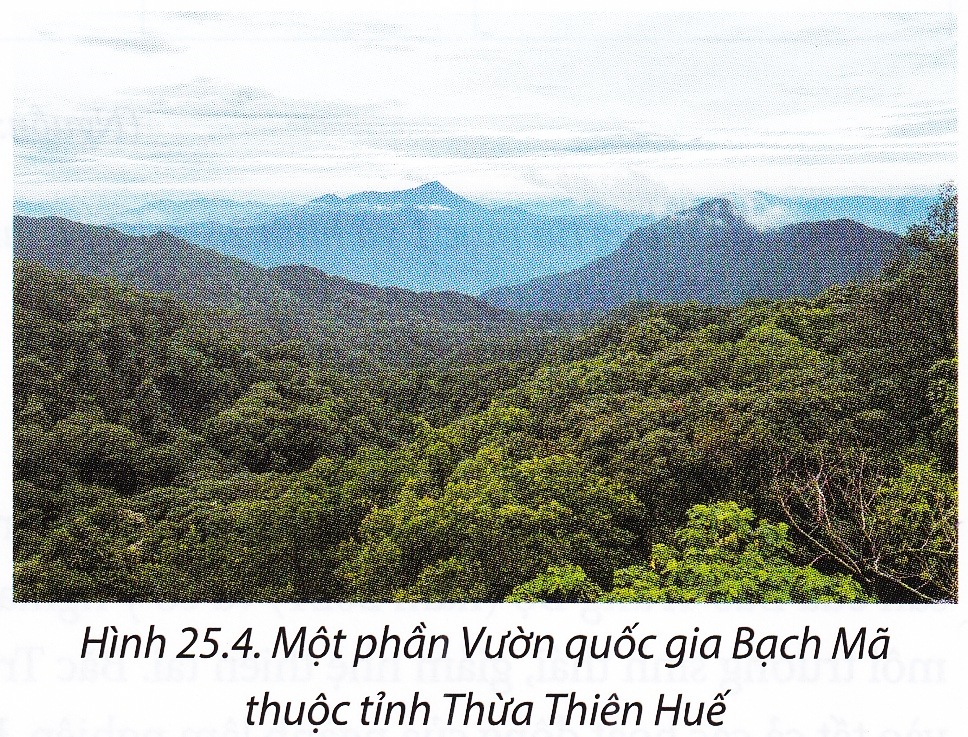 Hình 25.4. Một phần Vườn quốc gia Bạch Mã
thuộc tỉnh Thừa Thiên Huế